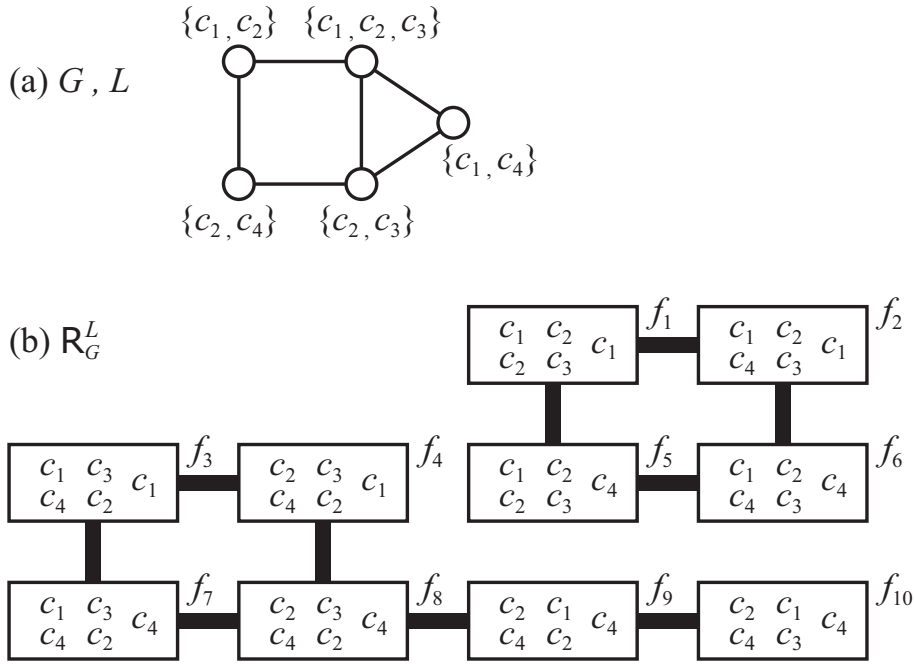 {c₁, c₂} {c₁, c₂, c₃}
(a) G, L
{c₁, c₄}
{c₂, c₄} {c₂, c₃}
(b) R_G^L
f₁ f₂
c₁ c₂ c₁ c₁ c₂ c₁
c₂ c₃ c₄ c₃
f₃ f₄ f₅ f₆
c₁ c₃ c₁ c₂ c₃ c₁ c₁ c₂ c₄ c₁ c₂ c₄
c₄ c₂ c₄ c₂ c₂ c₃ c₄ c₃
f₇ f₈ f₉ f₁₀
c₁ c₃ c₄ c₂ c₃ c₄ c₂ c₁ c₄ c₂ c₁ c₄
c₄ c₂ c₄ c₂ c₄ c₂ c₄ c₃